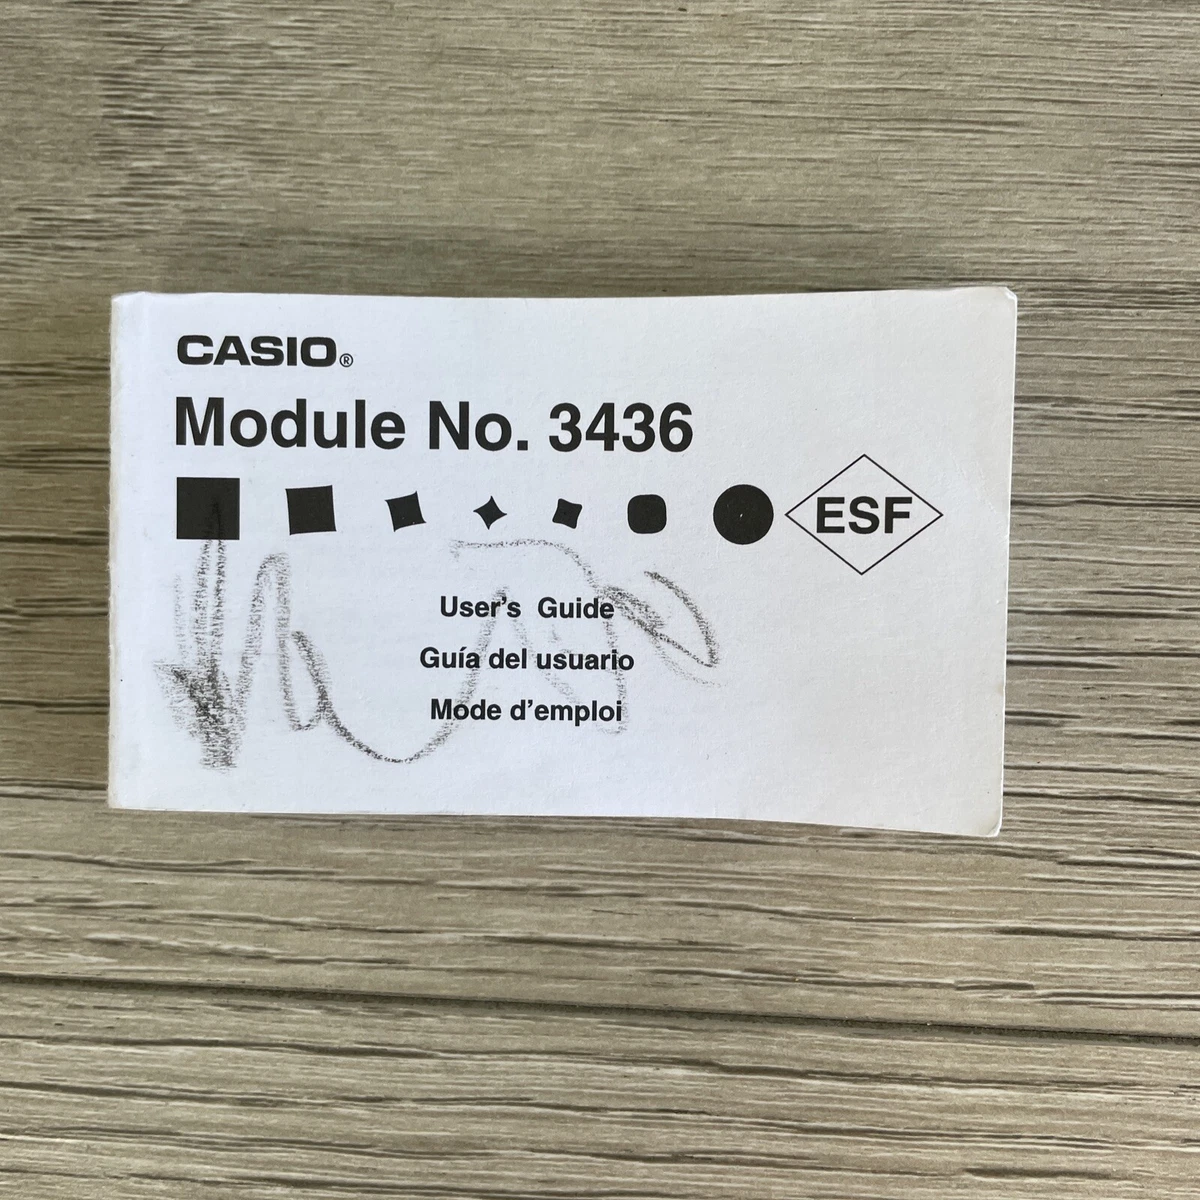 CASIO®
Module No. 3436
ESF
User's Guide
Guía del usuario
Mode d'emploi